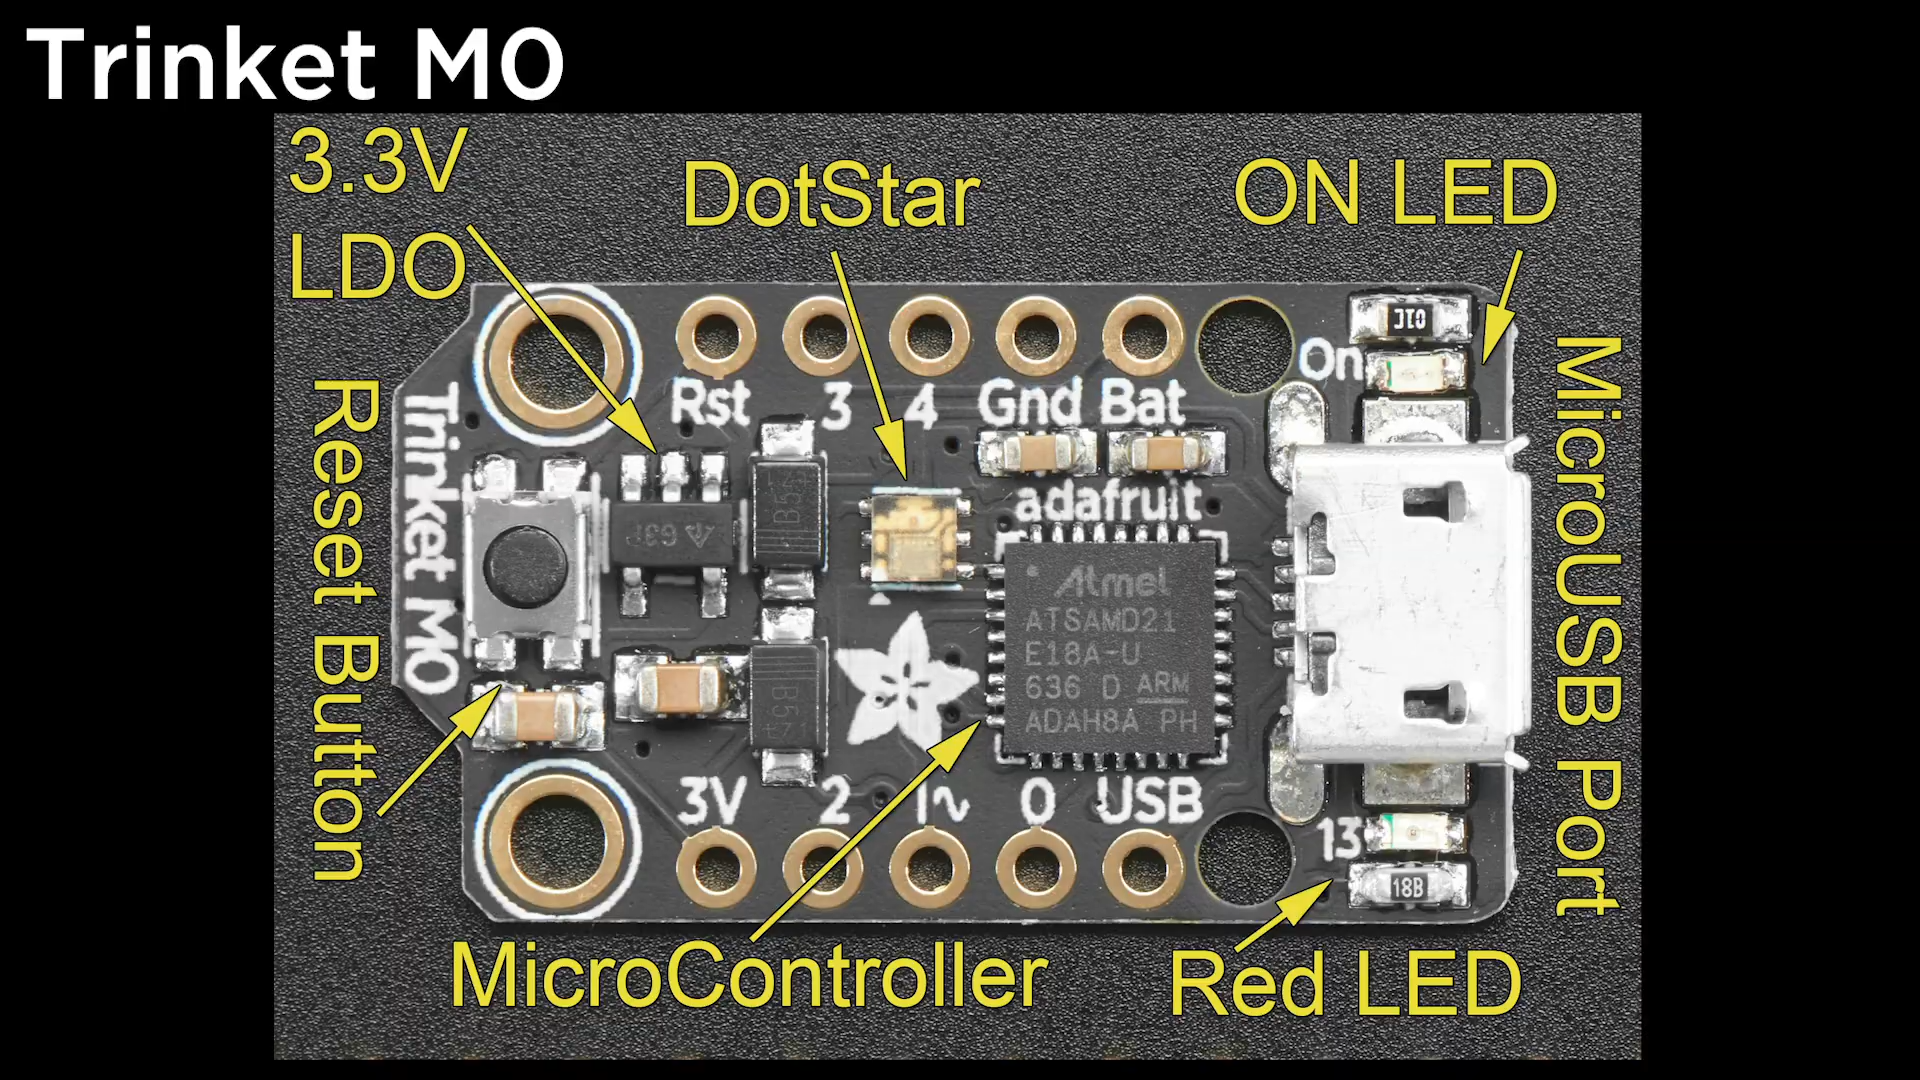 Trinket M0
3.3V
LDO
DotStar
ON LED
On
Rst 3 4 Gnd Bat
Reset Button
Trinket M0
adafruit
MicroUSB Port
Atmel
ATSAMD21
E18A-U
636 D ARM
ADAH8A PH
3V 2 1~ 0 USB
13
18B
MicroController
Red LED